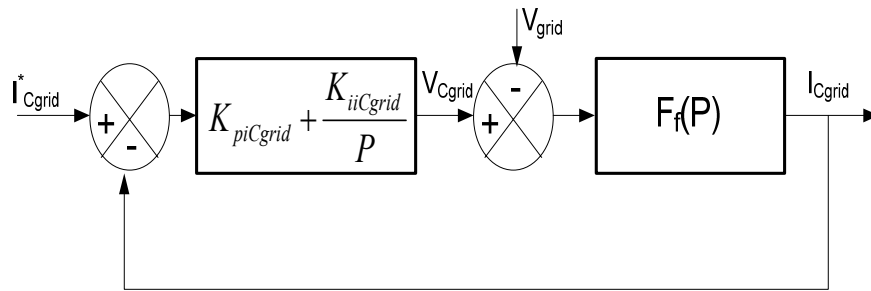 V_grid
I*_Cgrid
+
-
K_piCgrid + K_iiCgrid / P
V_Cgrid
-
+
F_f(P)
I_Cgrid